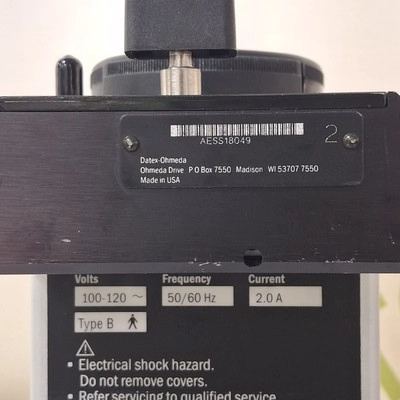 AESS18049
2
Datex-Ohmeda
Ohmeda Drive P O Box 7550 Madison WI 53707 7550
Made in USA
Volts Frequency Current
100-120 ~ 50/60 Hz 2.0 A
Type B
• Electrical shock hazard.
Do not remove covers.
• Refer servicing to qualified service